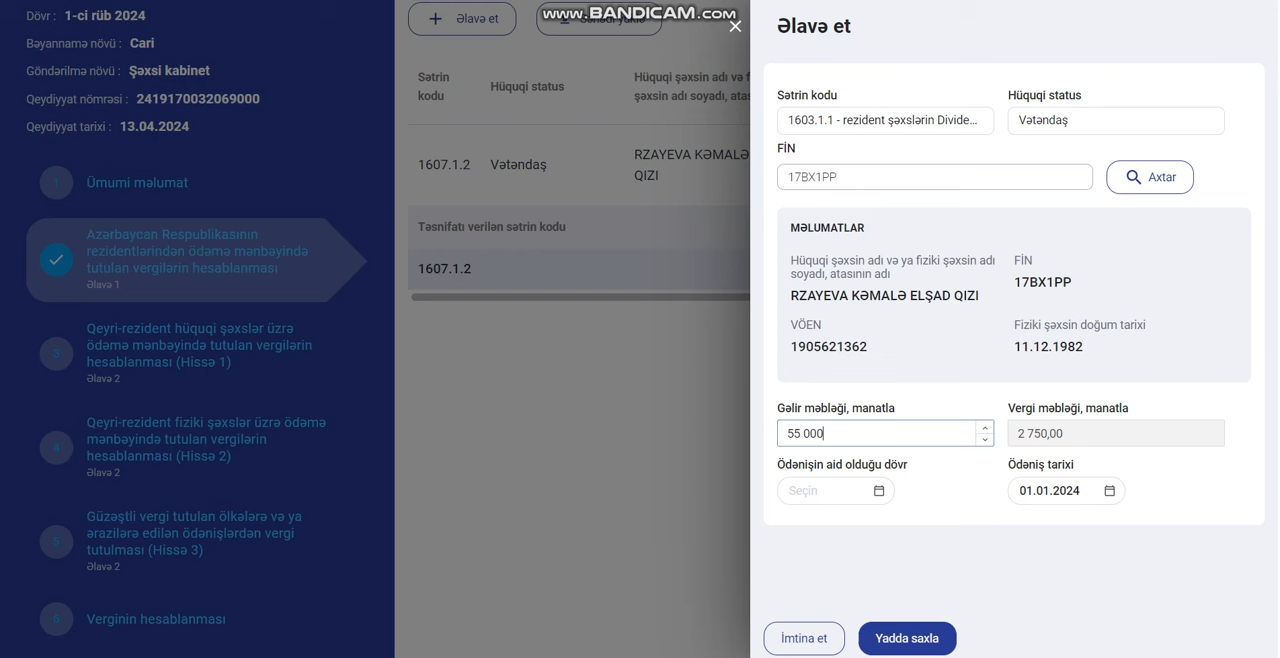 Dövr : 1-ci rüb 2024
Bəyannamə növü : Cari
Göndərilmə növü : Şəxsi kabinet
Qeydiyyat nömrəsi : 2419170032069000
Qeydiyyat tarixi : 13.04.2024
1 Ümumi məlumat
Azərbaycan Respublikasının
rezidentlərindən ödəmə mənbəyində
tutulan vergilərin hesablanması
Əlavə 1
3 Qeyri-rezident hüquqi şəxslər üzrə
ödəmə mənbəyində tutulan vergilərin
hesablanması (Hissə 1)
Əlavə 2
4 Qeyri-rezident fiziki şəxslər üzrə ödəmə
mənbəyində tutulan vergilərin
hesablanması (Hissə 2)
Əlavə 2
5 Güzəştli vergi tutulan ölkələrə və ya
ərazilərə edilən ödənişlərdən vergi
tutulması (Hissə 3)
Əlavə 2
6 Verginin hesablanması
+ Əlavə et
www.BANDICAM.com
Sətrin
kodu
Hüquqi status
Hüquqi şəxsin adı və f
şəxsin adı soyadı, atas
1607.1.2 Vətəndaş
RZAYEVA KƏMALƏ
QIZI
Təsnifatı verilən sətrin kodu
1607.1.2
Əlavə et
Sətrin kodu Hüquqi status
1603.1.1 - rezident şəxslərin Divide... Vətəndaş
FİN
17BX1PP Axtar
MƏLUMATLAR
Hüquqi şəxsin adı və ya fiziki şəxsin adı
soyadı, atasının adı
FİN
RZAYEVA KƏMALƏ ELŞAD QIZI
17BX1PP
VÖEN Fiziki şəxsin doğum tarixi
1905621362 11.12.1982
Gəlir məbləği, manatla Vergi məbləği, manatla
55 000 2 750,00
Ödənişin aid olduğu dövr Ödəniş tarixi
Seçin 01.01.2024
İmtina et Yadda saxla